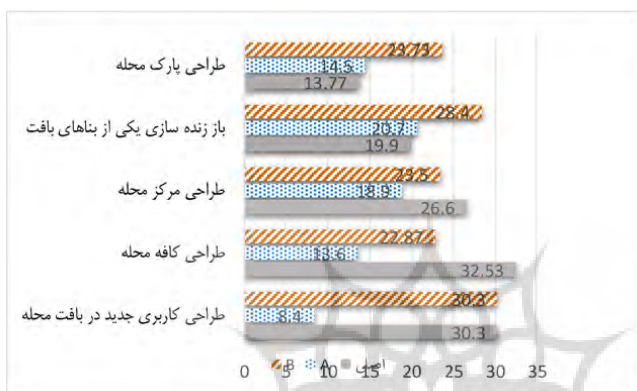 طراحی پارک محله
23.73
14.5
13.77
باز زنده سازی یکی از بناهای بافت
28.4
20.7
19.9
طراحی مرکز محله
23.5
18.9
26.6
طراحی کافه محله
22.87
13.6
32.53
طراحی کاربری جدید در بافت محله
30.3
8.4
30.3
B A اصلی
0 5 10 15 20 25 30 35